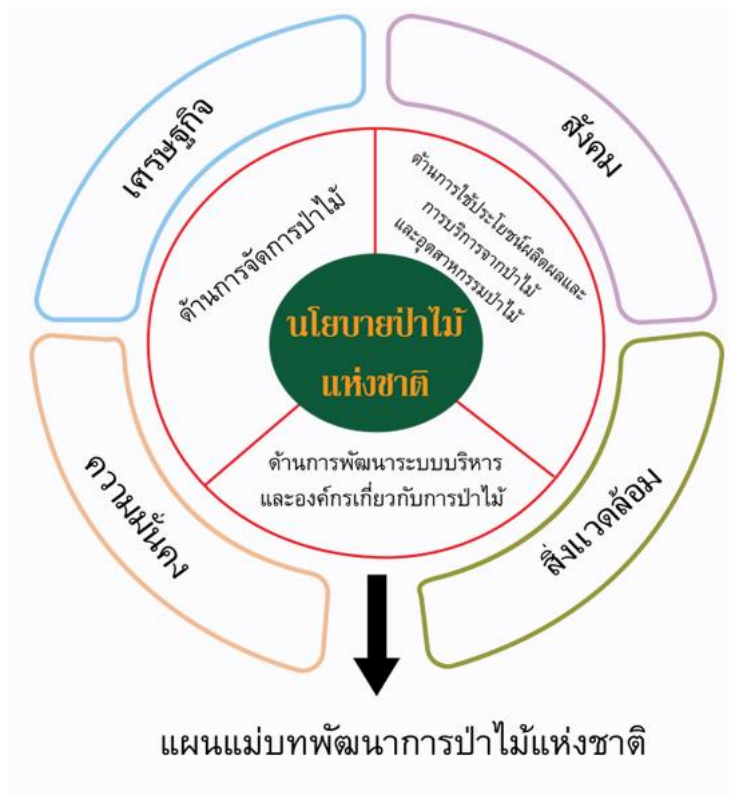 เศรษฐกิจ
สังคม
ด้านการจัดการป่าไม้
ด้านการใช้ประโยชน์ผลิตผลและ
การบริการจากป่าไม้
และอุตสาหกรรมป่าไม้
นโยบายป่าไม้
แห่งชาติ
ด้านการพัฒนาระบบบริหาร
และองค์กรเกี่ยวกับการป่าไม้
ความมั่นคง
สิ่งแวดล้อม
แผนแม่บทพัฒนาการป่าไม้แห่งชาติ